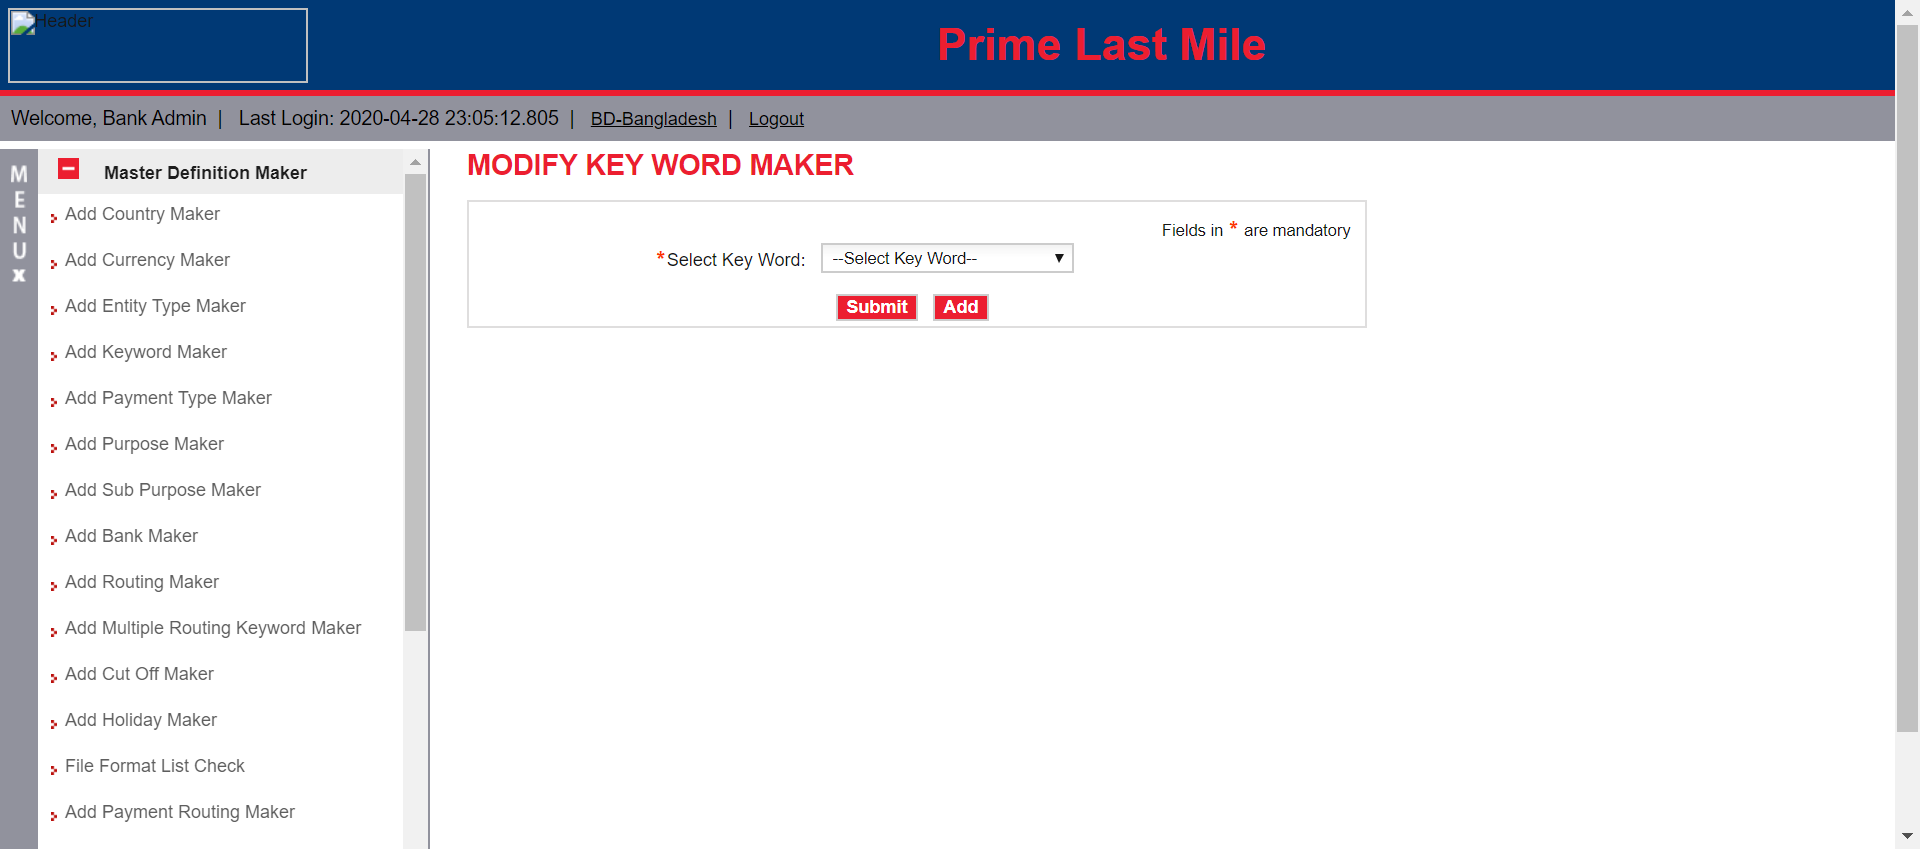 Header
Prime Last Mile
Welcome, Bank Admin | Last Login: 2020-04-28 23:05:12.805 | BD-Bangladesh | Logout
MENU
x
Master Definition Maker
Add Country Maker
Add Currency Maker
Add Entity Type Maker
Add Keyword Maker
Add Payment Type Maker
Add Purpose Maker
Add Sub Purpose Maker
Add Bank Maker
Add Routing Maker
Add Multiple Routing Keyword Maker
Add Cut Off Maker
Add Holiday Maker
File Format List Check
Add Payment Routing Maker
MODIFY KEY WORD MAKER
Fields in * are mandatory
*Select Key Word: --Select Key Word--
Submit Add